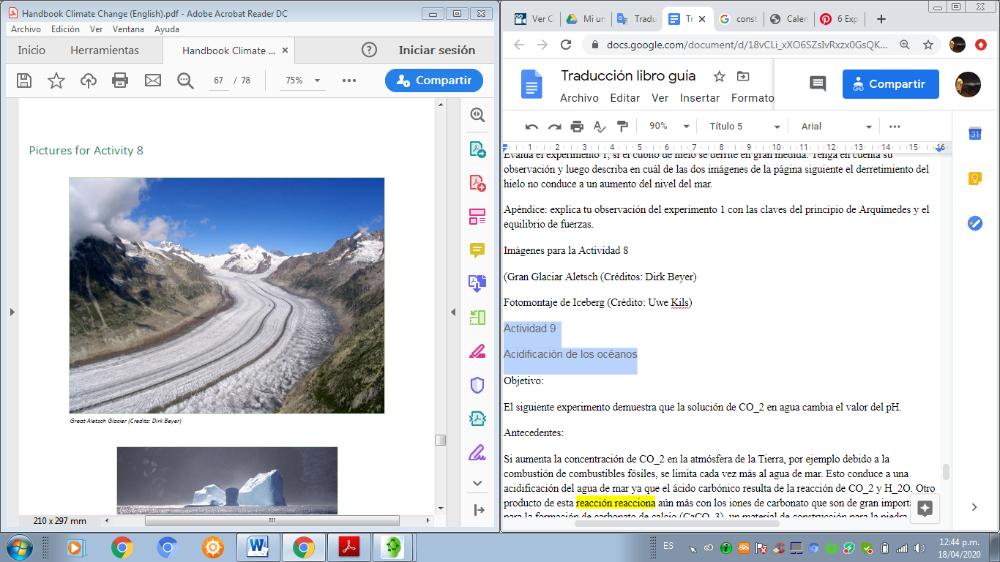 Handbook Climate Change (English).pdf - Adobe Acrobat Reader DC
Archivo Edición Ver Ventana Ayuda
Inicio Herramientas Handbook Climate ... × Iniciar sesión
67 / 78 75% Compartir
Pictures for Activity 8
Great Aletsch Glacier (Credits: Dirk Beyer)
210 x 297 mm
Ver C Mi un Tradu Tr × const Calen 6 Exp
docs.google.com/document/d/18vCLi_xXO6SZsIvRxzx0GsQK...
Traducción libro guía
Archivo Editar Ver Insertar Formato
Compartir
90% Título 5 Arial
1 2 3 4 5 6 7 8 9 10 11 12 13 14 15 16
Evalúa el experimento 1, si el cubito de hielo se derrite en gran medida. Tenga en cuenta su
observación y luego describa en cuál de las dos imágenes de la página siguiente el derretimiento del
hielo no conduce a un aumento del nivel del mar.
Apéndice: explica tu observación del experimento 1 con las claves del principio de Arquímedes y el
equilibrio de fuerzas.
Imágenes para la Actividad 8
(Gran Glaciar Aletsch (Créditos: Dirk Beyer)
Fotomontaje de Iceberg (Crédito: Uwe Kils)
Actividad 9
Acidificación de los océanos
Objetivo:
El siguiente experimento demuestra que la solución de CO_2 en agua cambia el valor del pH.
Antecedentes:
Si aumenta la concentración de CO_2 en la atmósfera de la Tierra, por ejemplo debido a la
combustión de combustibles fósiles, se limita cada vez más al agua de mar. Esto conduce a una
acidificación del agua de mar ya que el ácido carbónico resulta de la reacción de CO_2 y H_2O. Otro
producto de esta reacción reacciona aún más con los iones de carbonato que son de gran importa
para la formación de carbonato de calcio (CaCO_3), un material de construcción para la piedra
31
ES
12:44 p.m.
18/04/2020